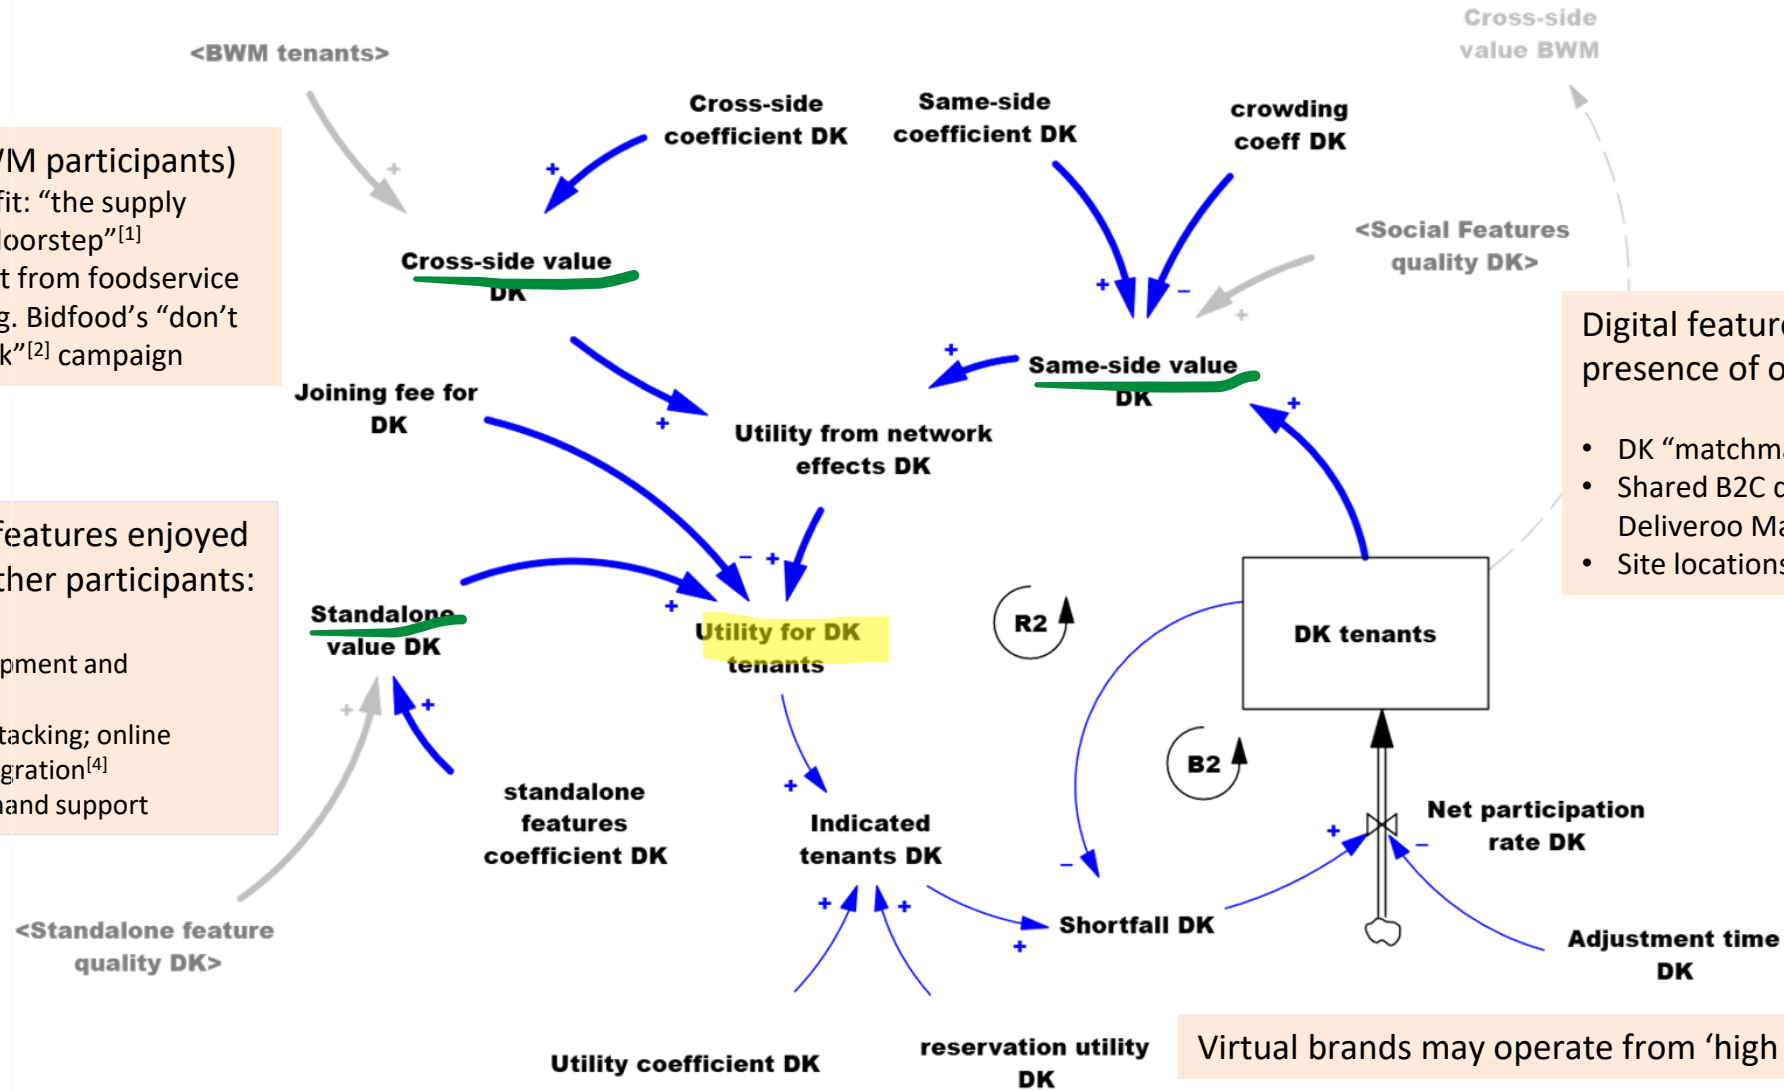 Cross-side
value BWM
<BWM tenants>
Cross-side
coefficient DK
Same-side
coefficient DK
crowding
coeff DK
M participants)
fit: “the supply
doorstep”[1]
t from foodservice
g. Bidfood’s “don’t
k”[2] campaign
+
+
Cross-side value
DK
<Social Features
quality DK>
+
–
+
Digital feature
presence of o
• DK “matchma
• Shared B2C d
Deliveroo Ma
• Site locations
+
Same-side value
DK
+
Joining fee for
DK
+
Utility from network
effects DK
features enjoyed
ther participants:
pment and
tacking; online
gration[4]
and support
– +
+
Standalone
value DK
Utility for DK
tenants
R2
DK tenants
+
+
B2
standalone
features
coefficient DK
+
Indicated
tenants DK
Net participation
rate DK
+
–
–
<Standalone feature
quality DK>
+
+
Shortfall DK
+
Adjustment time
DK
Utility coefficient DK
reservation utility
DK
Virtual brands may operate from ‘high